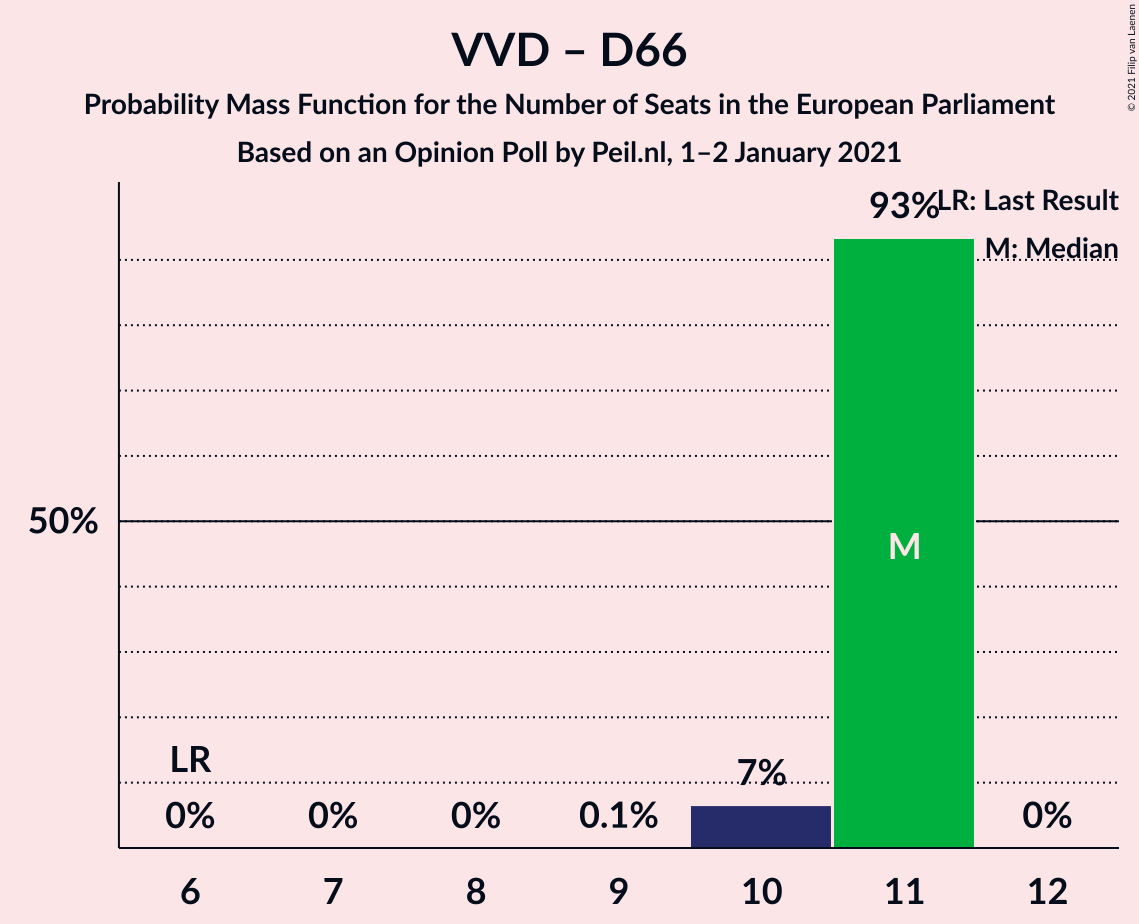 VVD – D66
Probability Mass Function for the Number of Seats in the European Parliament
Based on an Opinion Poll by Peil.nl, 1–2 January 2021
© 2021 Filip van Laenen
93%
LR: Last Result
M: Median
50%
M
LR
7%
0%
0%
0%
0.1%
0%
6
7
8
9
10
11
12